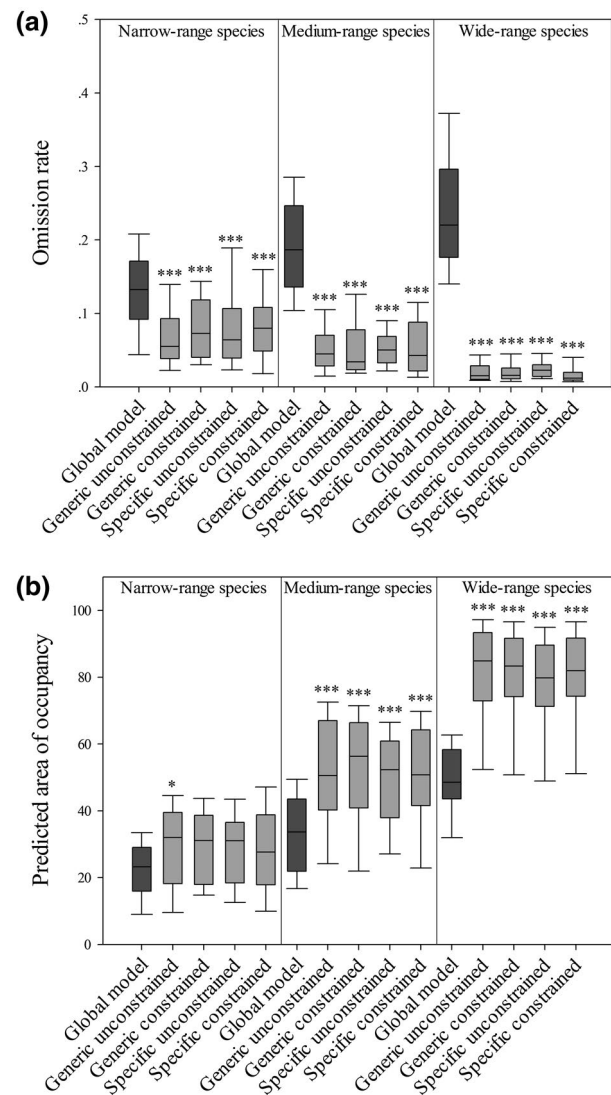 (a)
Narrow-range species
Medium-range species
Wide-range species
.5
.4
.3
.2
.1
.0
Omission rate
***
***
***
***
***
***
***
***
***
***
***
***
Global model
Generic unconstrained
Generic constrained
Specific unconstrained
Specific constrained
Global model
Generic unconstrained
Generic constrained
Specific unconstrained
Specific constrained
Global model
Generic unconstrained
Generic constrained
Specific unconstrained
Specific constrained
(b)
Narrow-range species
Medium-range species
Wide-range species
100
80
60
40
20
0
Predicted area of occupancy
*
***
***
***
***
***
***
***
***
Global model
Generic unconstrained
Generic constrained
Specific unconstrained
Specific constrained
Global model
Generic unconstrained
Generic constrained
Specific unconstrained
Specific constrained
Global model
Generic unconstrained
Generic constrained
Specific unconstrained
Specific constrained